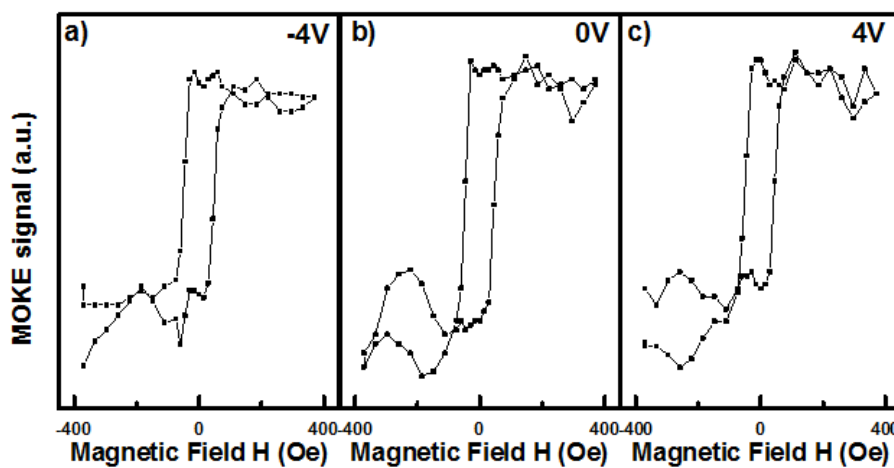 a) -4V b) 0V c) 4V
MOKE signal (a.u.)
-400 0 400 -400 0 400 -400 0 400
Magnetic Field H (Oe) Magnetic Field H (Oe) Magnetic Field H (Oe)